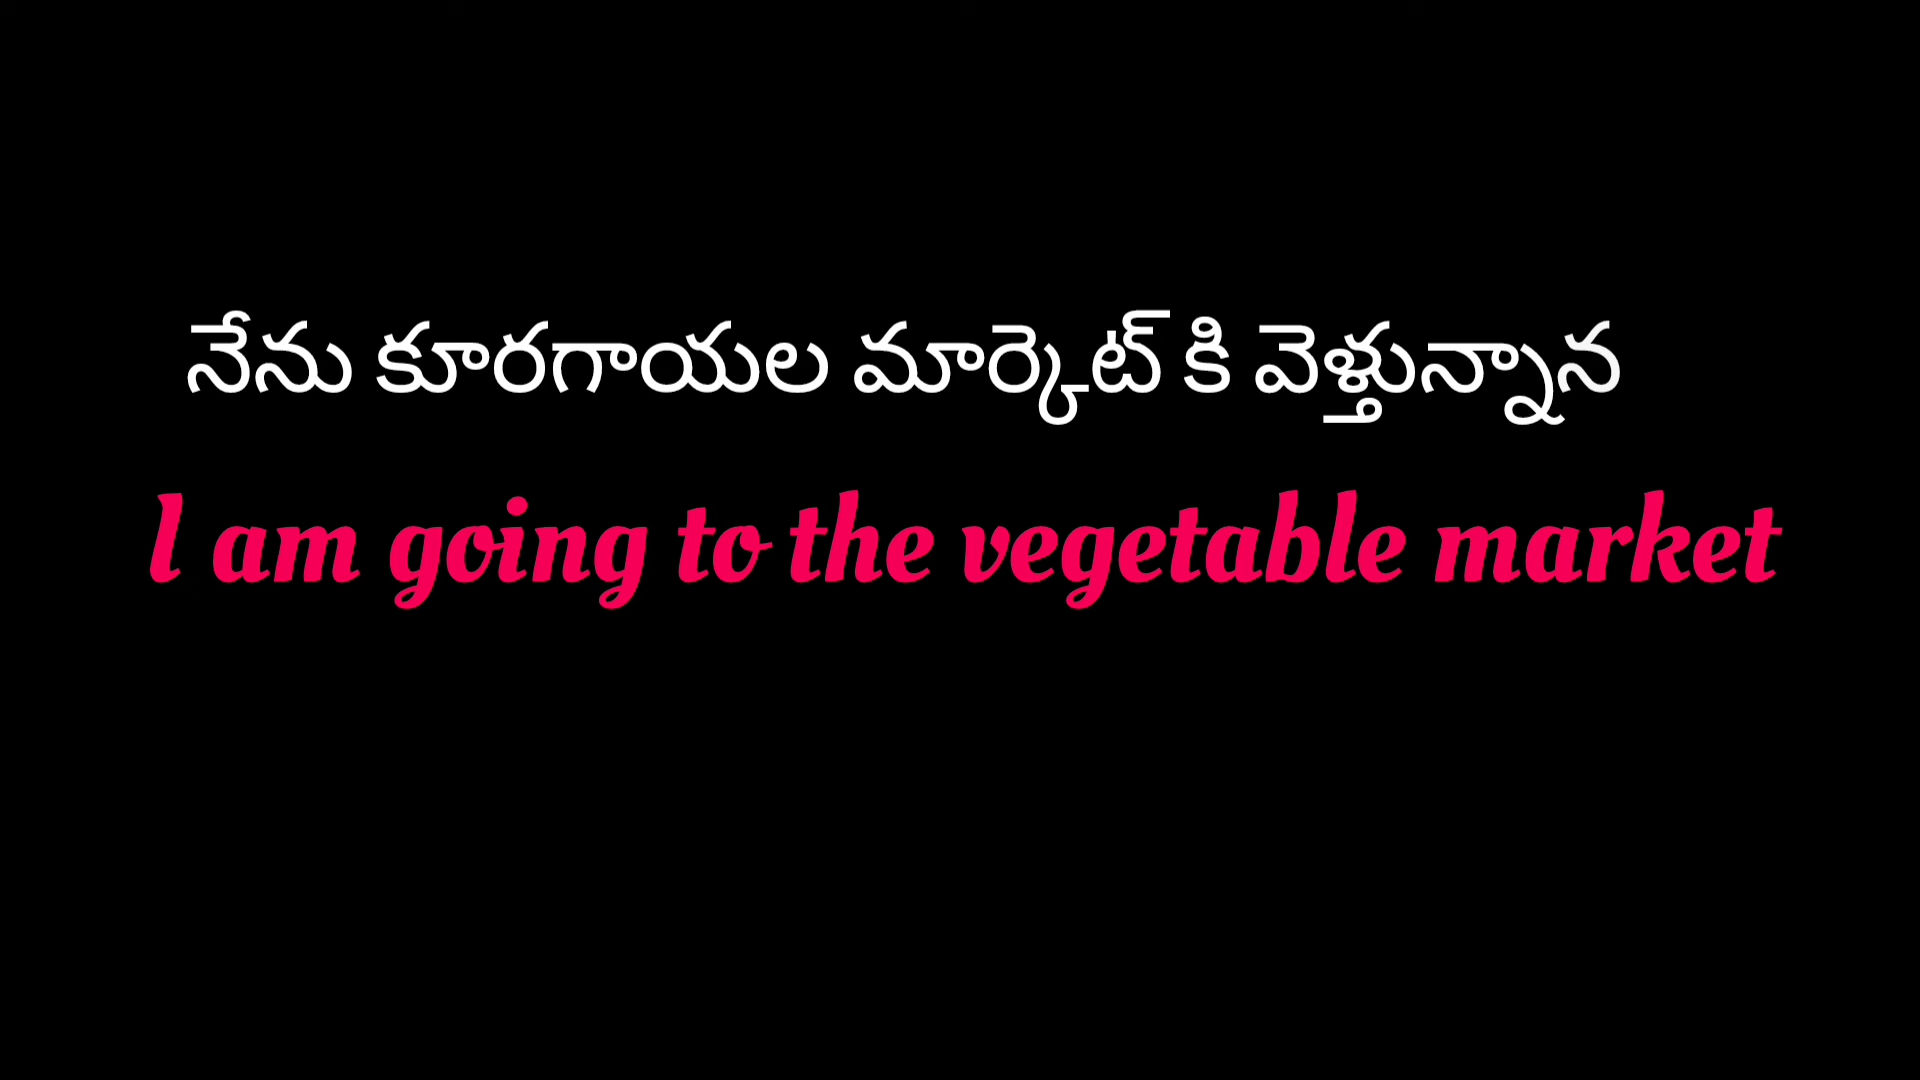 నేను కూరగాయల మార్కెట్ కి వెళ్తున్నాన
I am going to the vegetable market